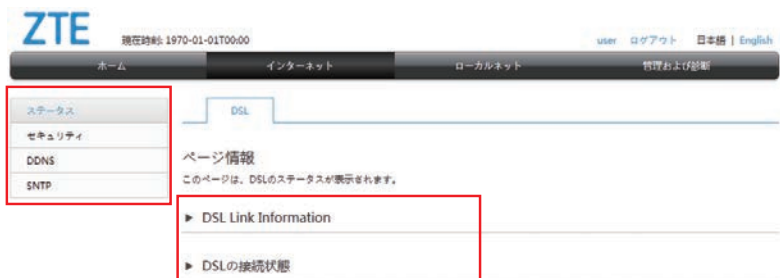 ZTE 現在時刻: 1970-01-01T00:00 user ログアウト 日本語 | English
ホーム インターネット ローカルネット 管理および診断
ステータス DSL
セキュリティ
DDNS ページ情報
SNTP このページは、DSLのステータスが表示されます。
▶ DSL Link Information
▶ DSLの接続状態